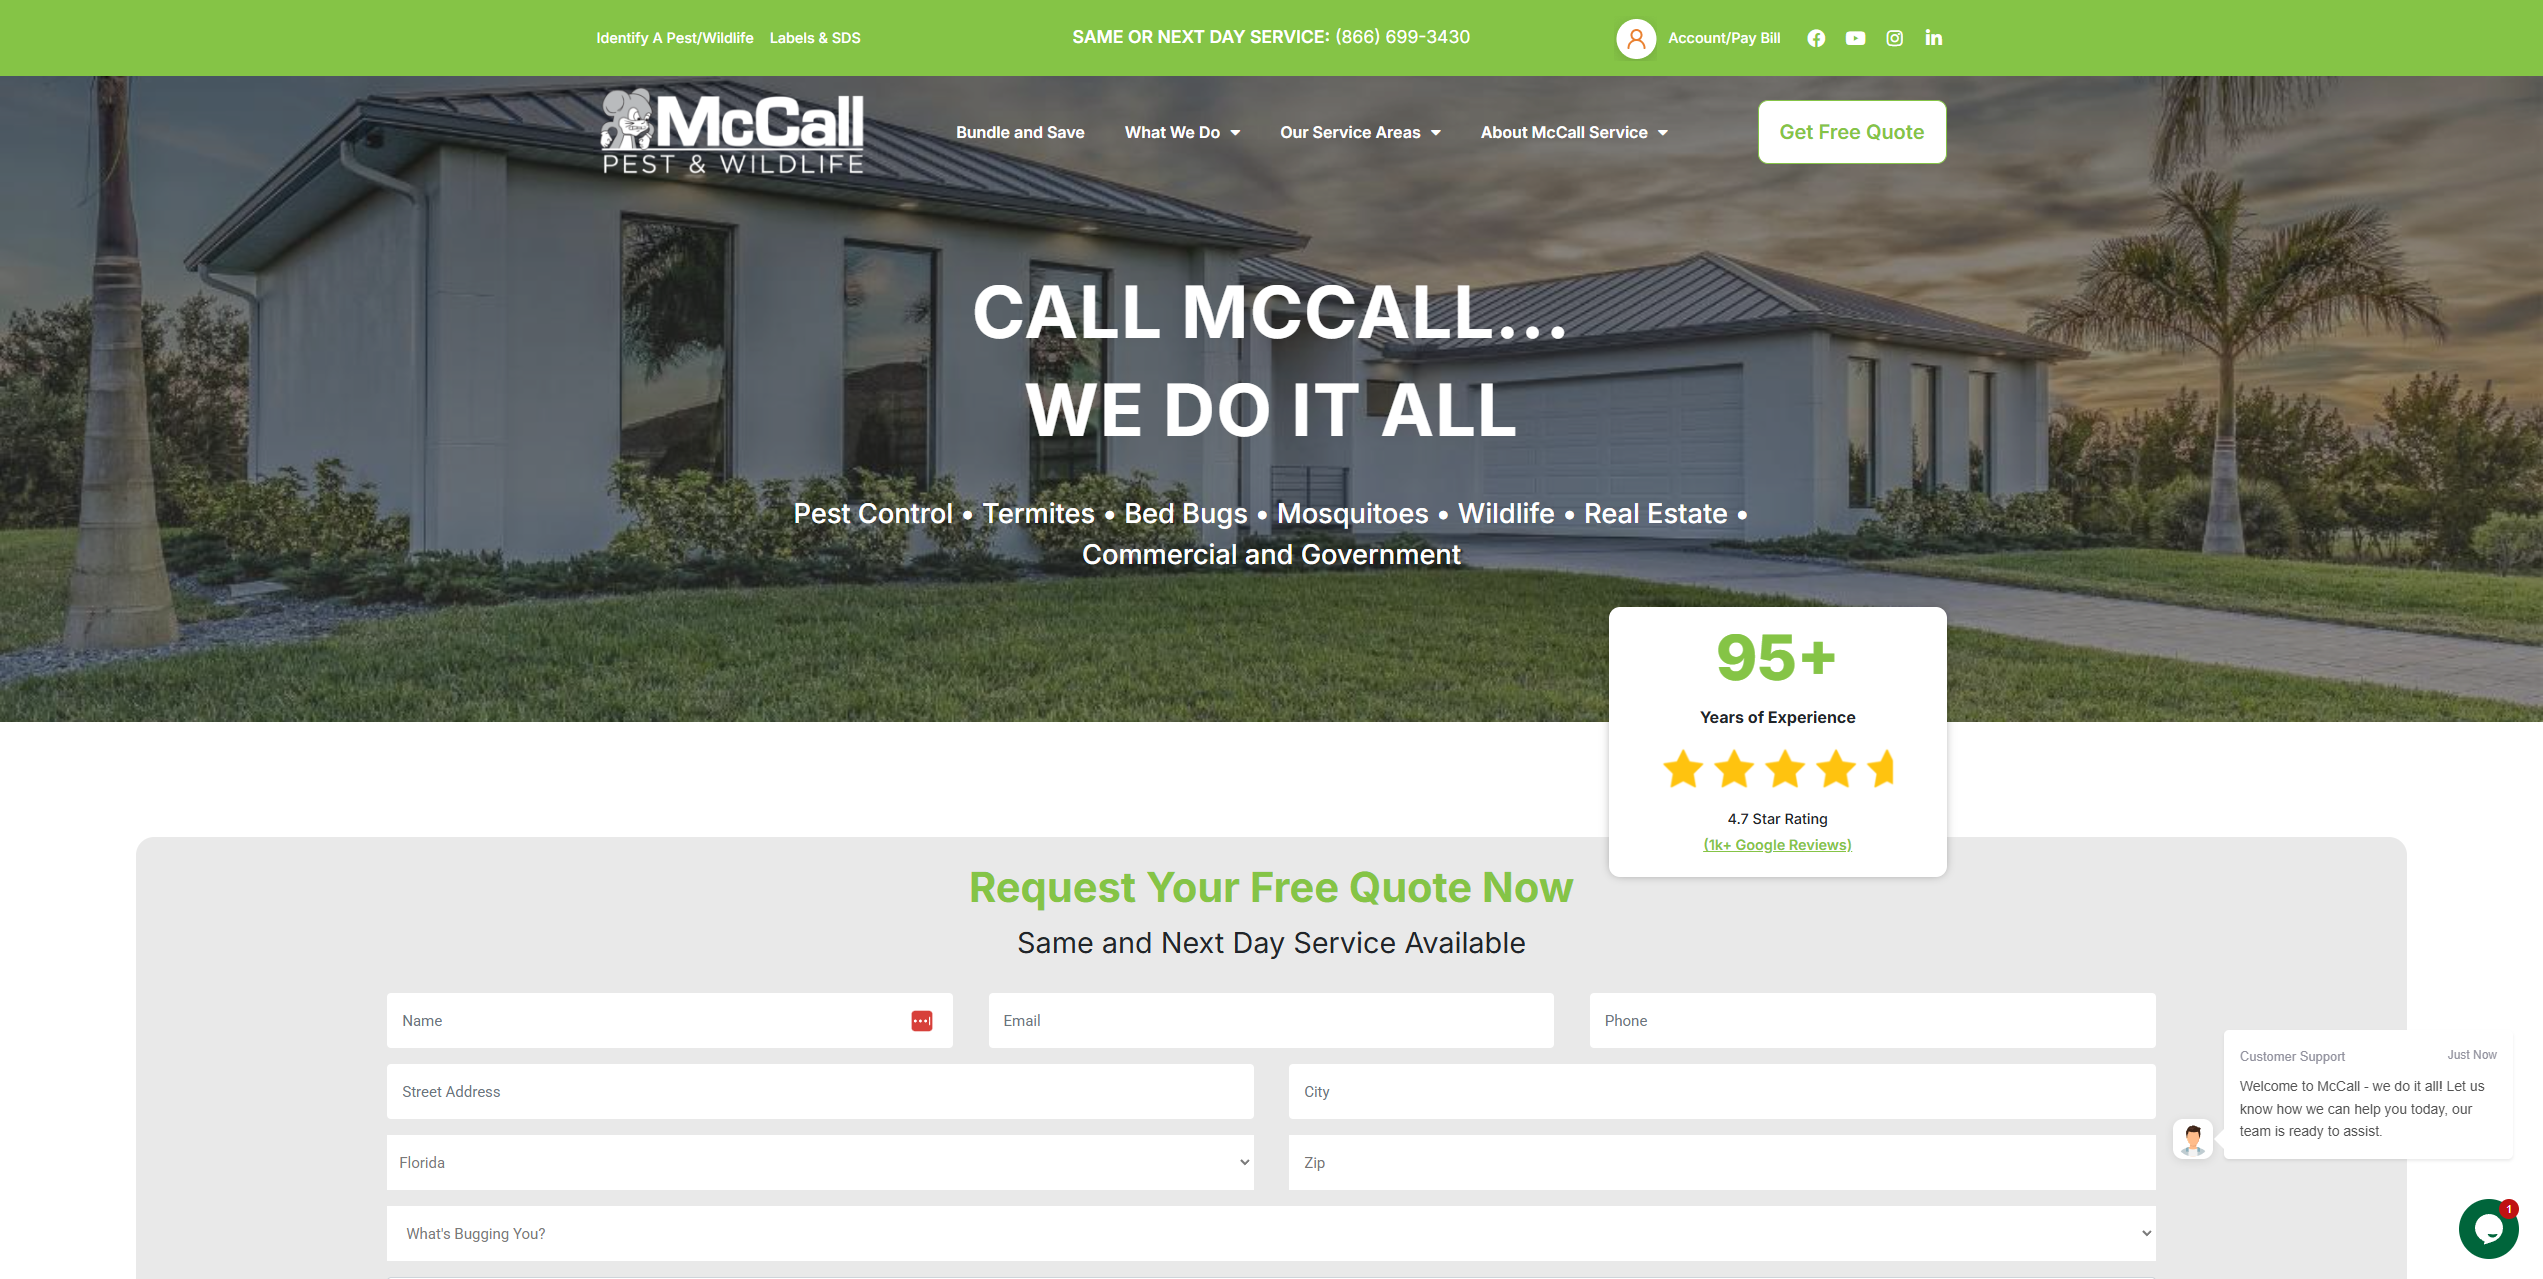 Identify A Pest/Wildlife Labels & SDS SAME OR NEXT DAY SERVICE: (866) 699-3430 Account/Pay Bill
McCall
PEST & WILDLIFE
Bundle and Save What We Do Our Service Areas About McCall Service Get Free Quote
CALL MCCALL...
WE DO IT ALL
Pest Control • Termites • Bed Bugs • Mosquitoes • Wildlife • Real Estate •
Commercial and Government
95+
Years of Experience
4.7 Star Rating
(1k+ Google Reviews)
Request Your Free Quote Now
Same and Next Day Service Available
Name Email Phone
Street Address City
Florida Zip
What's Bugging You?
Customer Support Just Now
Welcome to McCall - we do it all! Let us
know how we can help you today, our
team is ready to assist.
1